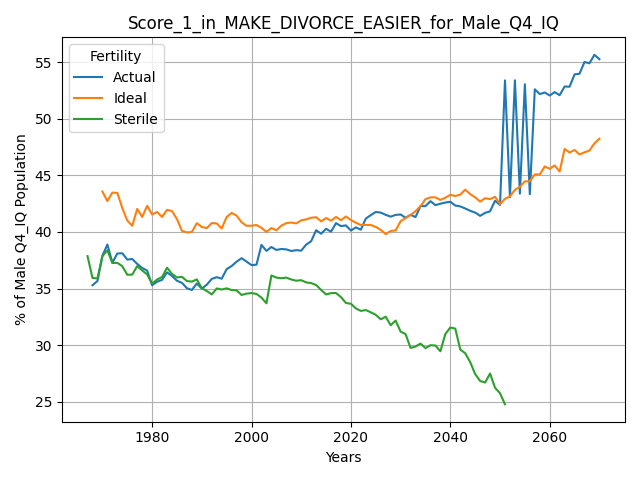 Score_1_in_MAKE_DIVORCE_EASIER_for_Male_Q4_IQ
Fertility
Actual
Ideal
Sterile
% of Male Q4_IQ Population
55
50
45
40
35
30
25
1980
2000
2020
2040
2060
Years